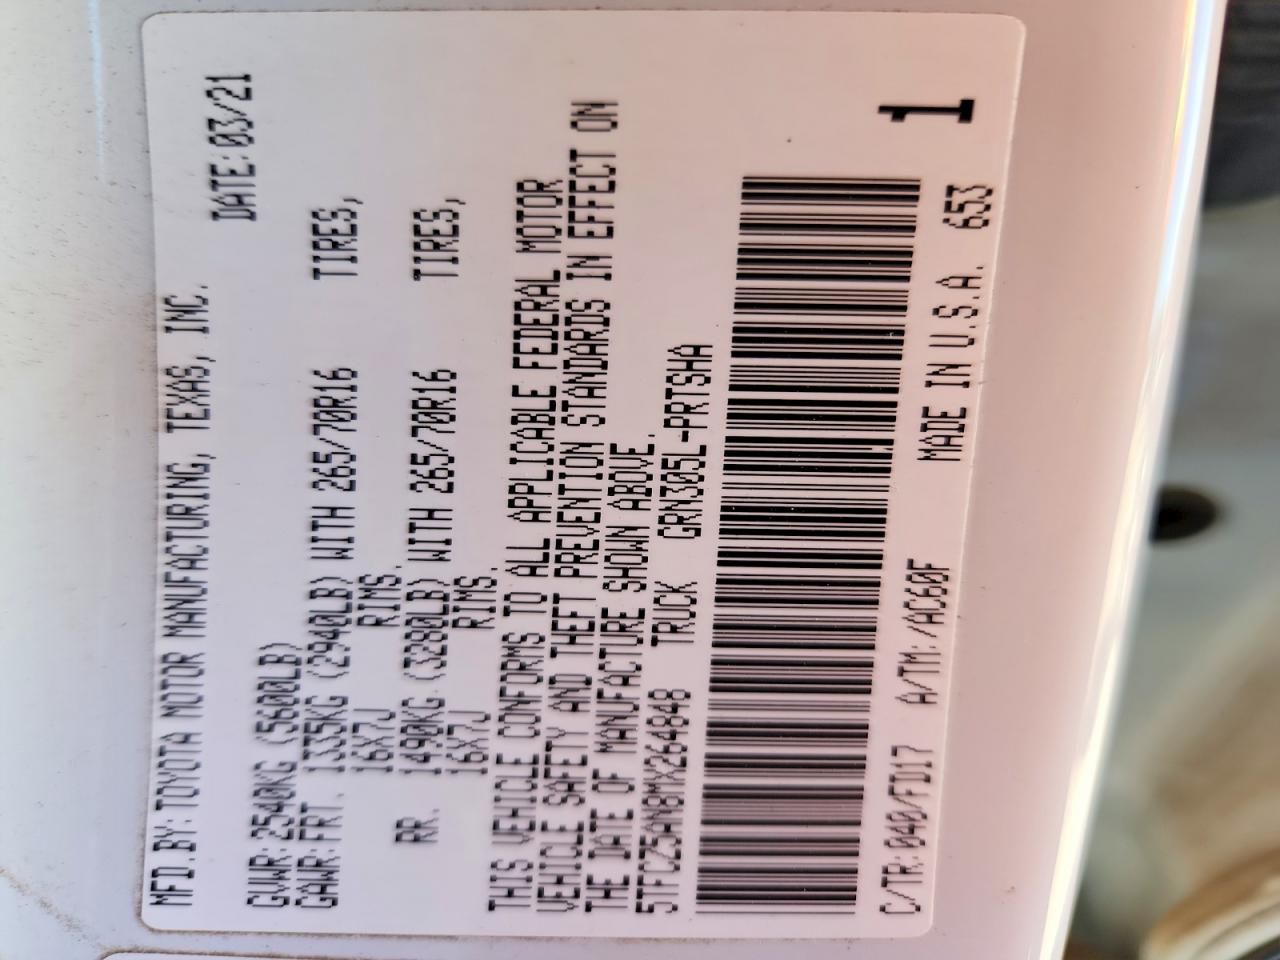 MFD.BY:TOYOTA MOTOR MANUFACTURING, TEXAS, INC.
DATE:03/21
GVWR:2540KG (5600LB)
GAWR:FRT. 1335KG (2940LB) WITH 265/70R16 TIRES,
16X7J RIMS.
RR. 1490KG (3280LB) WITH 265/70R16 TIRES,
16X7J RIMS.
THIS VEHICLE CONFORMS TO ALL APPLICABLE FEDERAL MOTOR
VEHICLE SAFETY AND THEFT PREVENTION STANDARDS IN EFFECT ON
THE DATE OF MANUFACTURE SHOWN ABOVE.
5TFCZ5AN8MX264848 TRUCK GRN305L-PRTSHA
C/TR:040/FD17 A/TM:/AC60F MADE IN U.S.A. 653
1